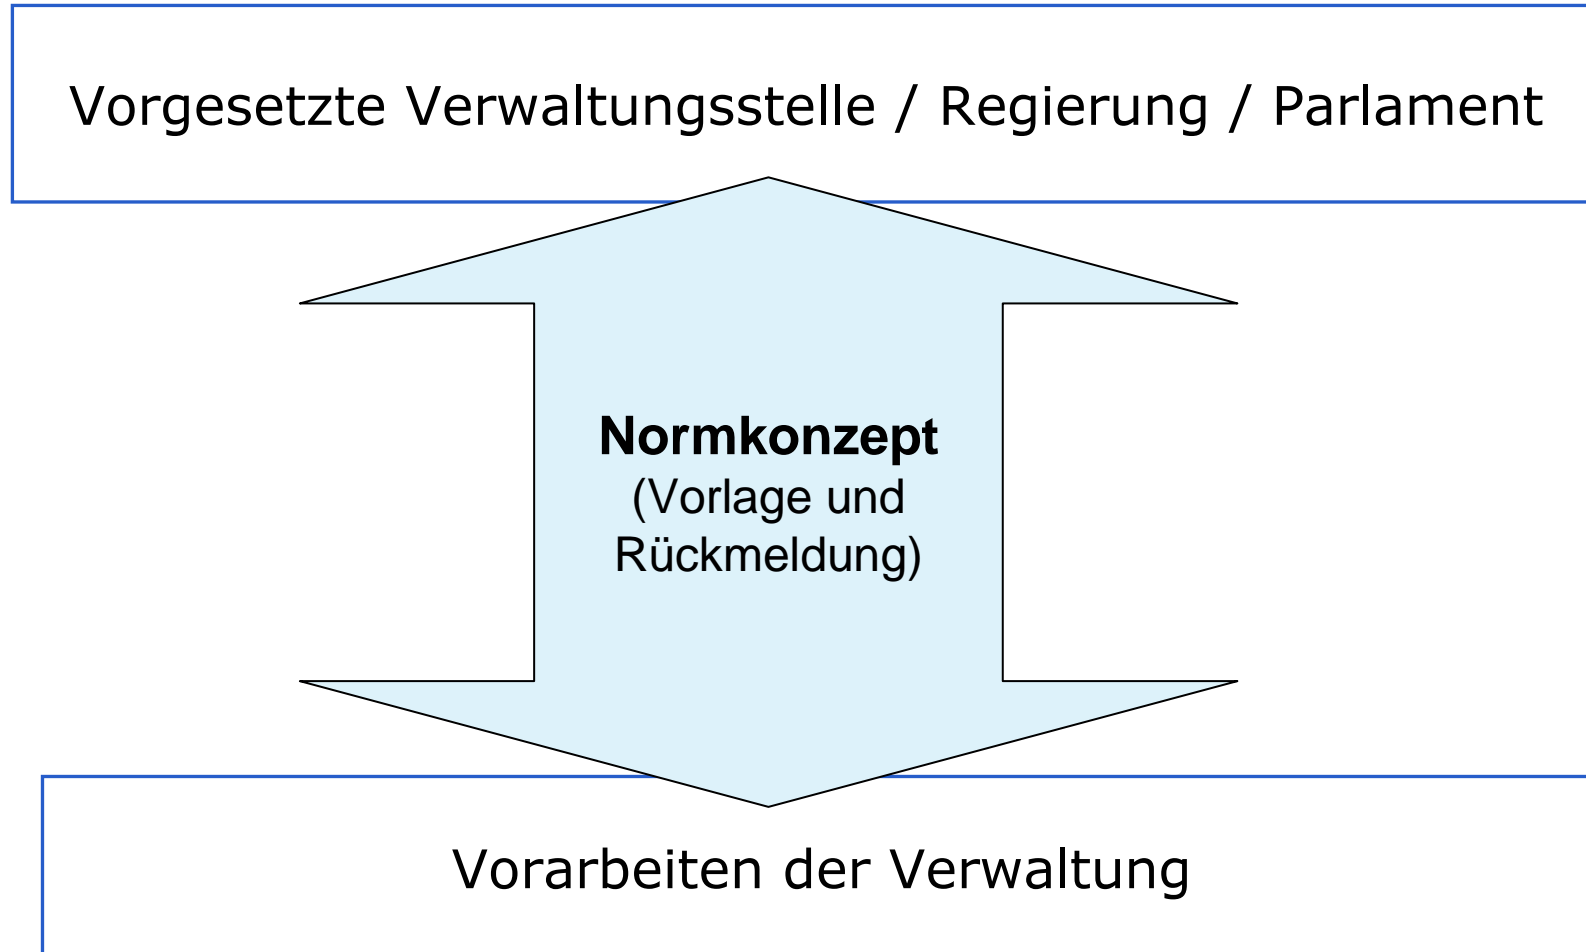 Vorgesetzte Verwaltungsstelle / Regierung / Parlament
Normkonzept
(Vorlage und
Rückmeldung)
Vorarbeiten der Verwaltung